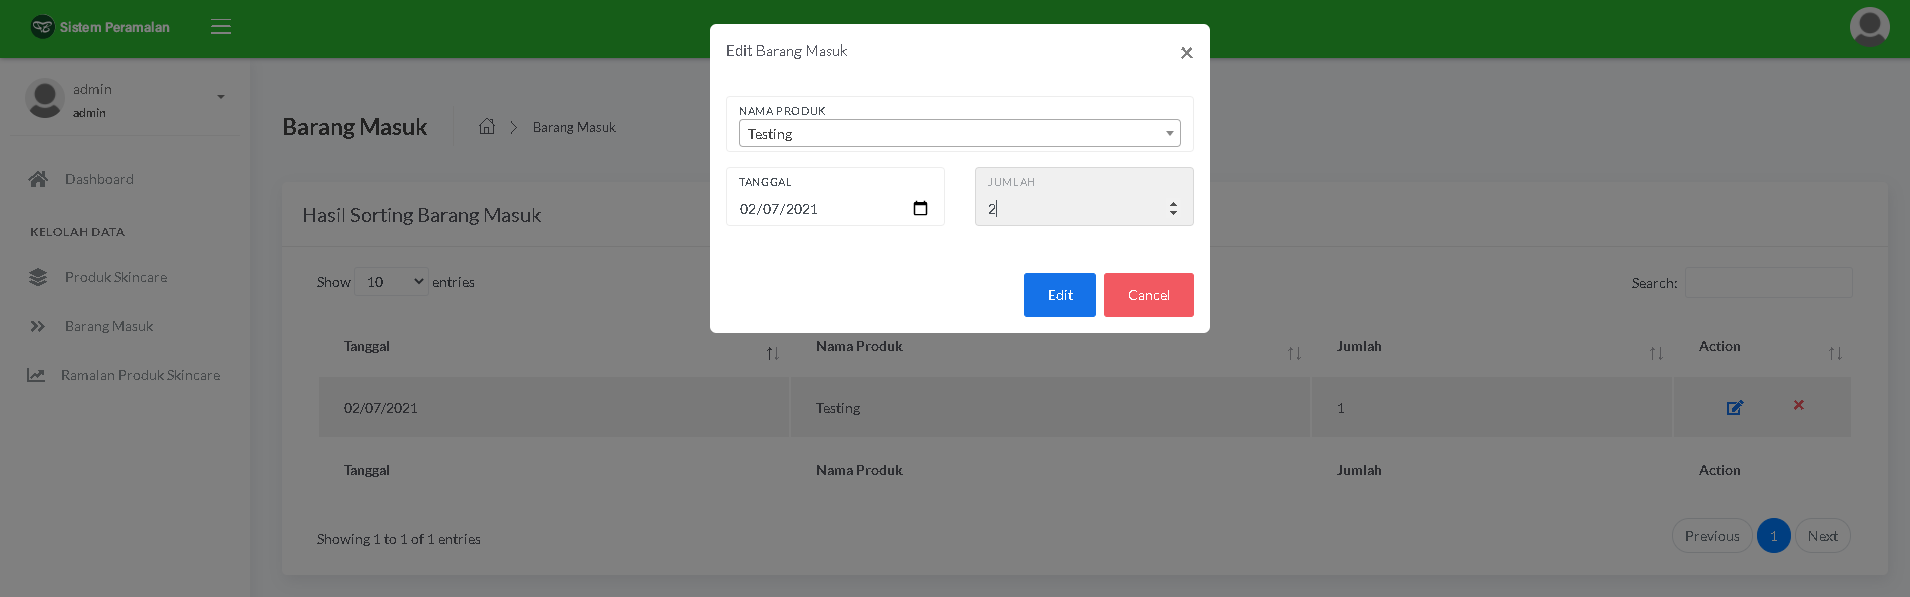 Sistem Peramalan
Edit Barang Masuk
×
admin
admin
NAMA PRODUK
Testing
Barang Masuk
Barang Masuk
Dashboard
TANGGAL
02/07/2021
JUMLAH
2
Hasil Sorting Barang Masuk
KELOLAH DATA
Produk Skincare
Show 10 entries
Search:
Edit
Cancel
Barang Masuk
Tanggal
Nama Produk
Jumlah
Action
Ramalan Produk Skincare
02/07/2021
Testing
1
Tanggal
Nama Produk
Jumlah
Action
Showing 1 to 1 of 1 entries
Previous
1
Next